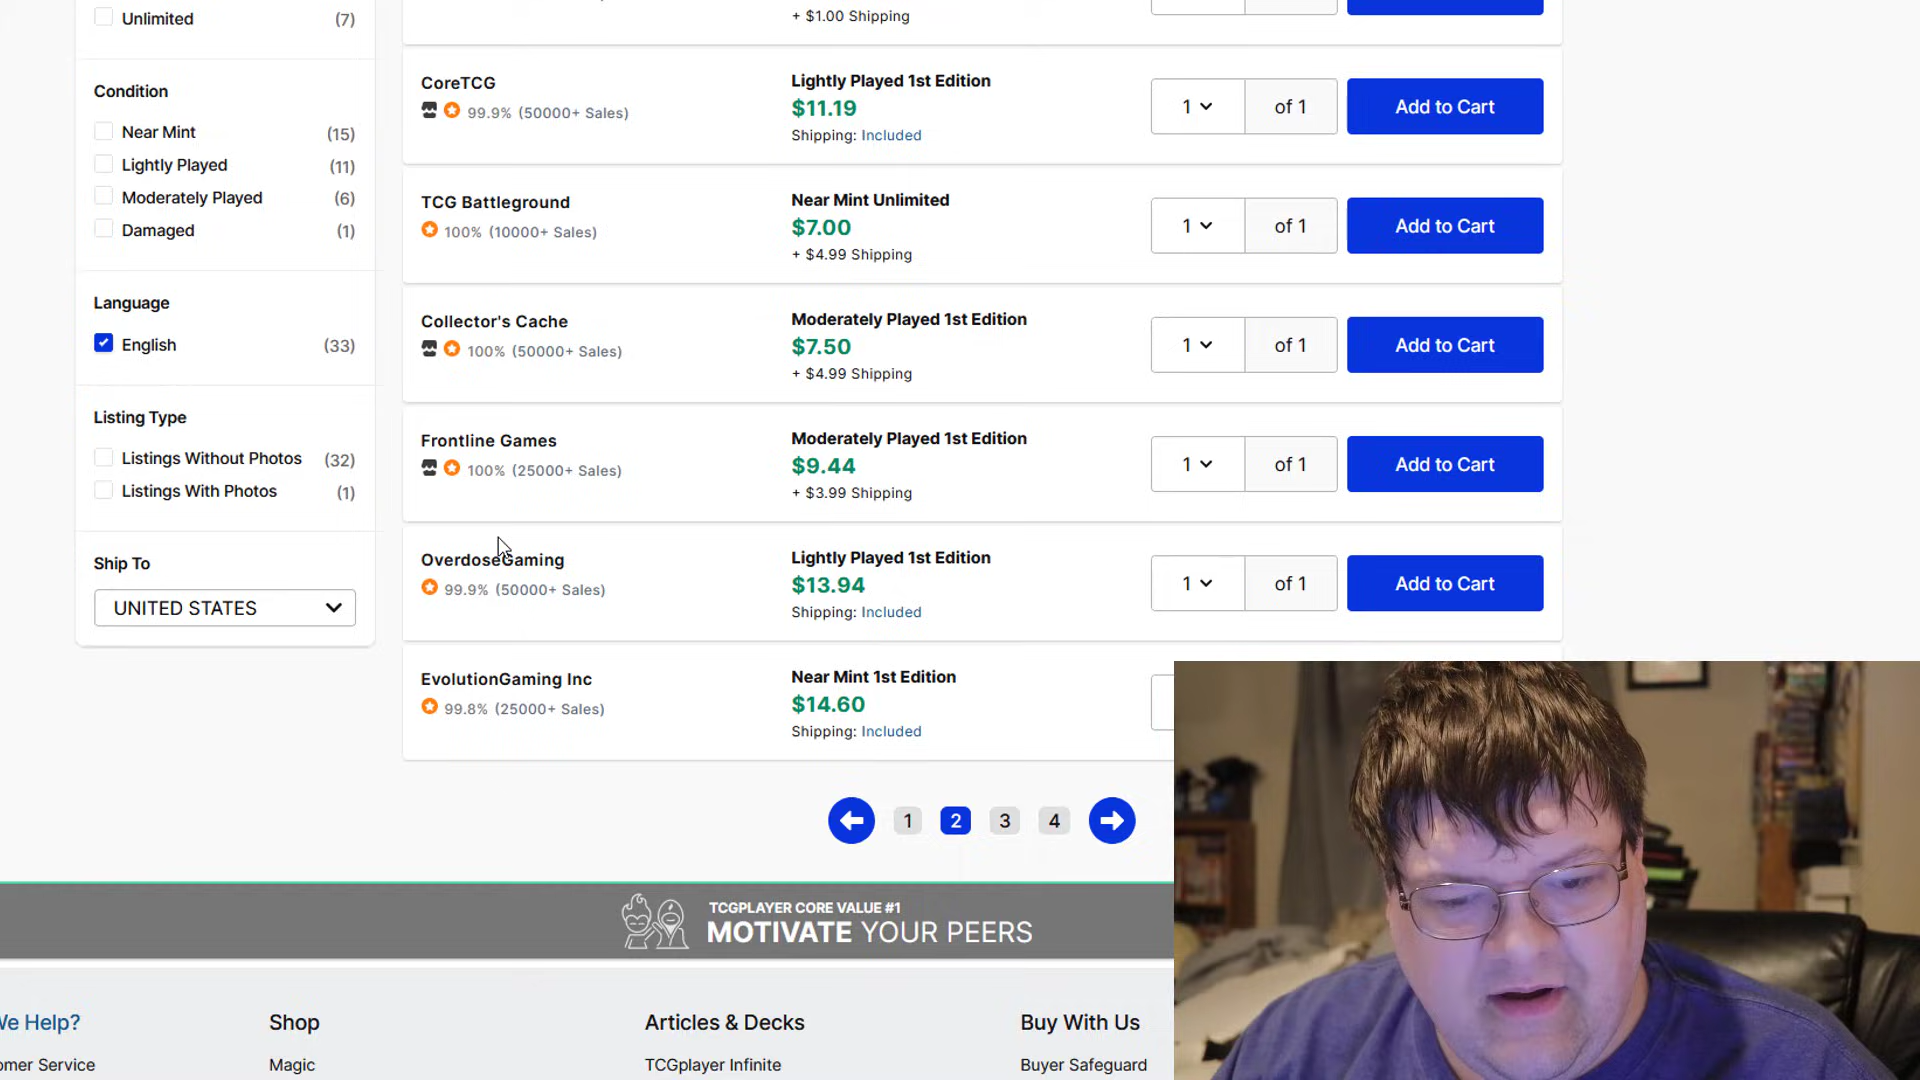 Unlimited (7)
Condition
Near Mint (15)
Lightly Played (11)
Moderately Played (6)
Damaged (1)
Language
English (33)
Listing Type
Listings Without Photos (32)
Listings With Photos (1)
Ship To
UNITED STATES
+ $1.00 Shipping
CoreTCG
99.9% (50000+ Sales)
Lightly Played 1st Edition
$11.19
Shipping: Included
1 of 1
Add to Cart
TCG Battleground
100% (10000+ Sales)
Near Mint Unlimited
$7.00
+ $4.99 Shipping
1 of 1
Add to Cart
Collector's Cache
100% (50000+ Sales)
Moderately Played 1st Edition
$7.50
+ $4.99 Shipping
1 of 1
Add to Cart
Frontline Games
100% (25000+ Sales)
Moderately Played 1st Edition
$9.44
+ $3.99 Shipping
1 of 1
Add to Cart
OverdoseGaming
99.9% (50000+ Sales)
Lightly Played 1st Edition
$13.94
Shipping: Included
1 of 1
Add to Cart
EvolutionGaming Inc
99.8% (25000+ Sales)
Near Mint 1st Edition
$14.60
Shipping: Included
1 2 3 4
TCGPLAYER CORE VALUE #1
MOTIVATE YOUR PEERS
We Help?
omer Service
Shop
Magic
Articles & Decks
TCGplayer Infinite
Buy With Us
Buyer Safeguard